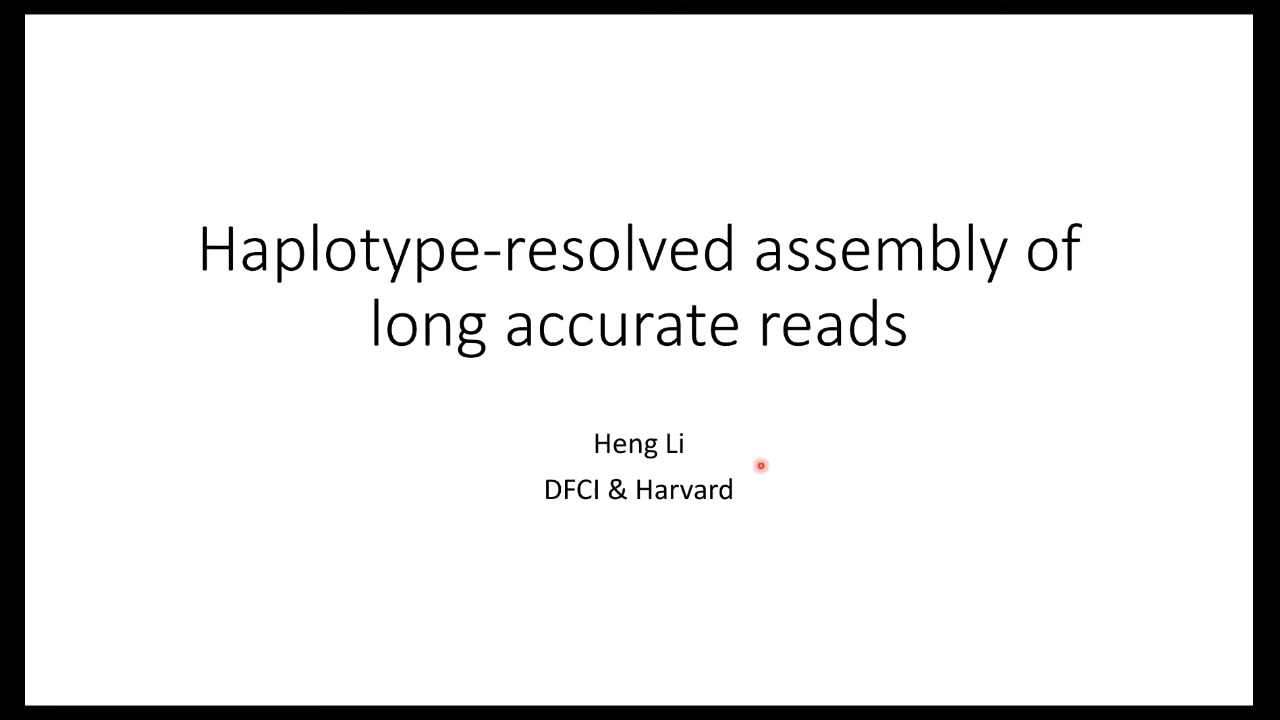 Haplotype-resolved assembly of
long accurate reads
Heng Li
DFCI & Harvard